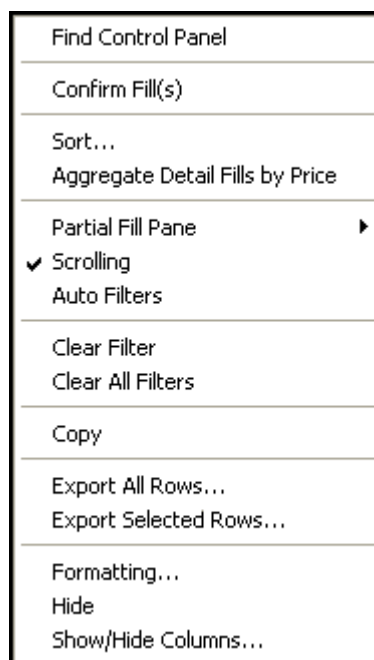 Find Control Panel
Confirm Fill(s)
Sort...
Aggregate Detail Fills by Price
Partial Fill Pane
Scrolling
Auto Filters
Clear Filter
Clear All Filters
Copy
Export All Rows...
Export Selected Rows...
Formatting...
Hide
Show/Hide Columns...